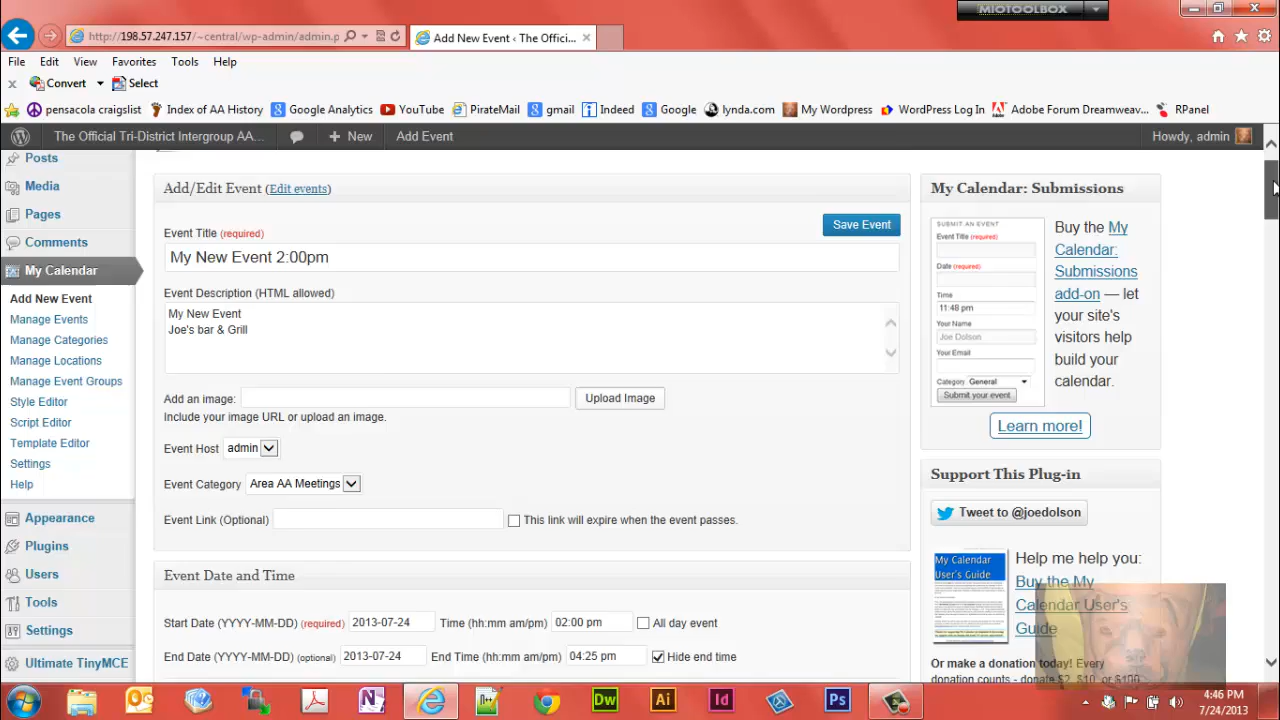 MIOTOOLBOX
http://198.57.247.157/~central/wp-admin/admin.p
Add New Event ‹ The Offici...
File Edit View Favorites Tools Help
x Convert Select
pensacola craigslist Index of AA History Google Analytics YouTube PirateMail gmail Indeed Google lynda.com My Wordpress WordPress Log In Adobe Forum Dreamweav... RPanel
The Official Tri-District Intergroup AA... + New Add Event Howdy, admin
Posts
Media
Pages
Comments
My Calendar
Add New Event
Manage Events
Manage Categories
Manage Locations
Manage Event Groups
Style Editor
Script Editor
Template Editor
Settings
Help
Appearance
Plugins
Users
Tools
Settings
Ultimate TinyMCE
Add/Edit Event (Edit events)
Save Event
Event Title (required)
My New Event 2:00pm
Event Description (HTML allowed)
My New Event
Joe's bar & Grill
Add an image: Upload Image
Include your image URL or upload an image.
Event Host admin
Event Category Area AA Meetings
Event Link (Optional) This link will expire when the event passes.
Event Date and Time
Start Date (YYYY-MM-DD) (required) 2013-07-24 Time (hh:mm am/pm) 02:00 pm All day event
End Date (YYYY-MM-DD) (optional) 2013-07-24 End Time (hh:mm am/pm) 04:25 pm Hide end time
My Calendar: Submissions
SUBMIT AN EVENT
Event Title (required)
Date (required)
Time
11:48 pm
Your Name
Joe Dolson
Your Email
Category General
Submit your event
Buy the My
Calendar:
Submissions
add-on — let
your site's
visitors help
build your
calendar.
Learn more!
Support This Plug-in
Tweet to @joedolson
My Calendar
User's Guide
Help me help you:
Buy the My
Calendar User's
Guide
Or make a donation today! Every
donation counts - donate $2, $10, or $100
Dw Ai Id Ps
4:46 PM
7/24/2013